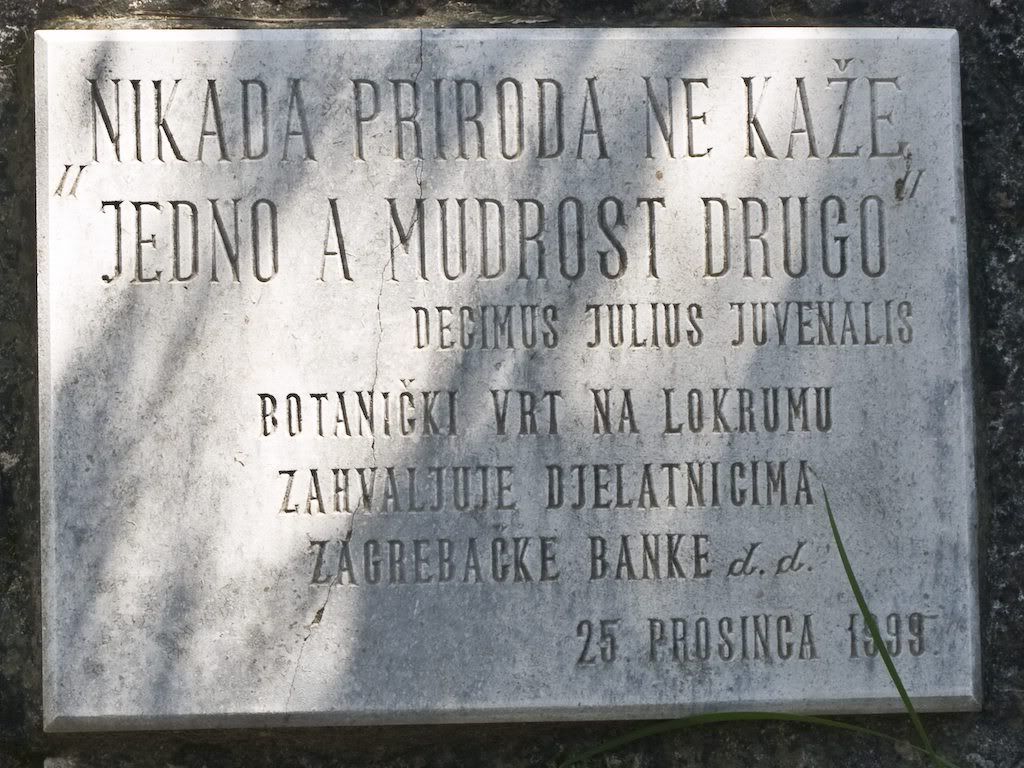 "NIKADA PRIRODA NE KAŽE,
JEDNO A MUDROST DRUGO"
DECIMUS JULIUS JUVENALIS
BOTANIČKI VRT NA LOKRUMU
ZAHVALJUJE DJELATNICIMA
ZAGREBAČKE BANKE d.d.
25. PROSINCA 1999.